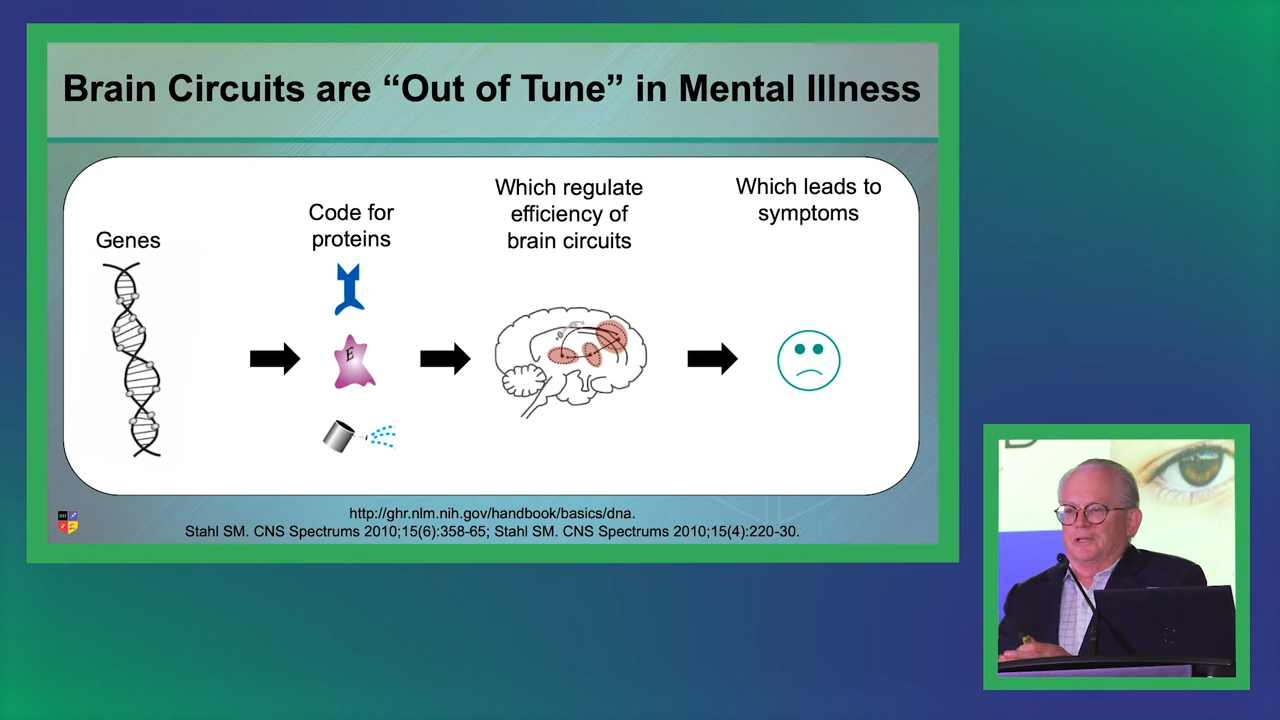 Brain Circuits are “Out of Tune” in Mental Illness
Genes
Code for
proteins
E
Which regulate
efficiency of
brain circuits
Which leads to
symptoms
http://ghr.nlm.nih.gov/handbook/basics/dna.
Stahl SM. CNS Spectrums 2010;15(6):358-65; Stahl SM. CNS Spectrums 2010;15(4):220-30.